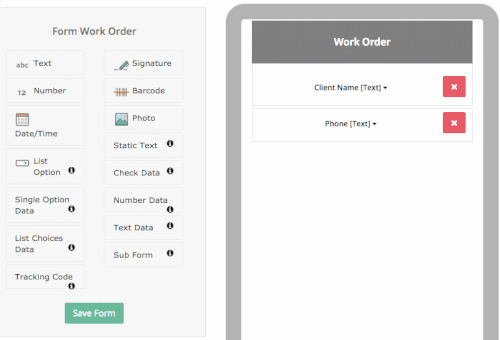 Form Work Order
abc Text
Signature
12 Number
Barcode
Date/Time
Photo
List
Option
Static Text
Check Data
Single Option
Data
Number Data
List Choices
Data
Text Data
Tracking Code
Sub Form
Save Form
Work Order
Client Name [Text]
Phone [Text]